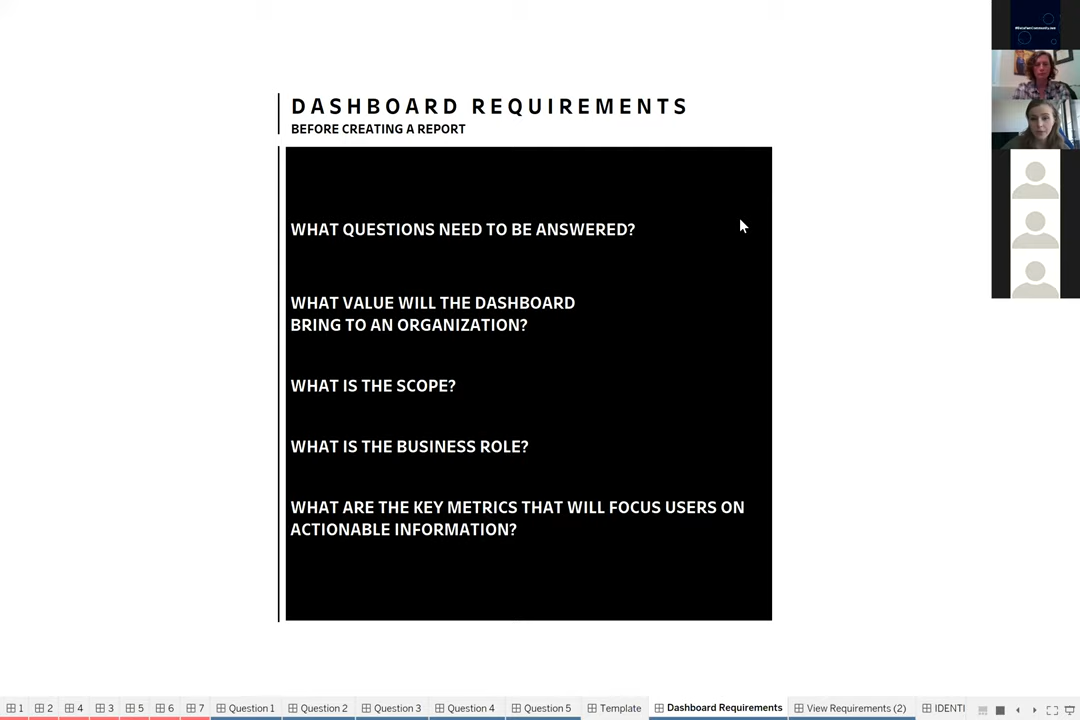 DASHBOARD REQUIREMENTS
BEFORE CREATING A REPORT
WHAT QUESTIONS NEED TO BE ANSWERED?
WHAT VALUE WILL THE DASHBOARD
BRING TO AN ORGANIZATION?
WHAT IS THE SCOPE?
WHAT IS THE BUSINESS ROLE?
WHAT ARE THE KEY METRICS THAT WILL FOCUS USERS ON
ACTIONABLE INFORMATION?
1 2 4 3 5 6 7 Question 1 Question 2 Question 3 Question 4 Question 5 Template Dashboard Requirements View Requirements (2) IDENTI